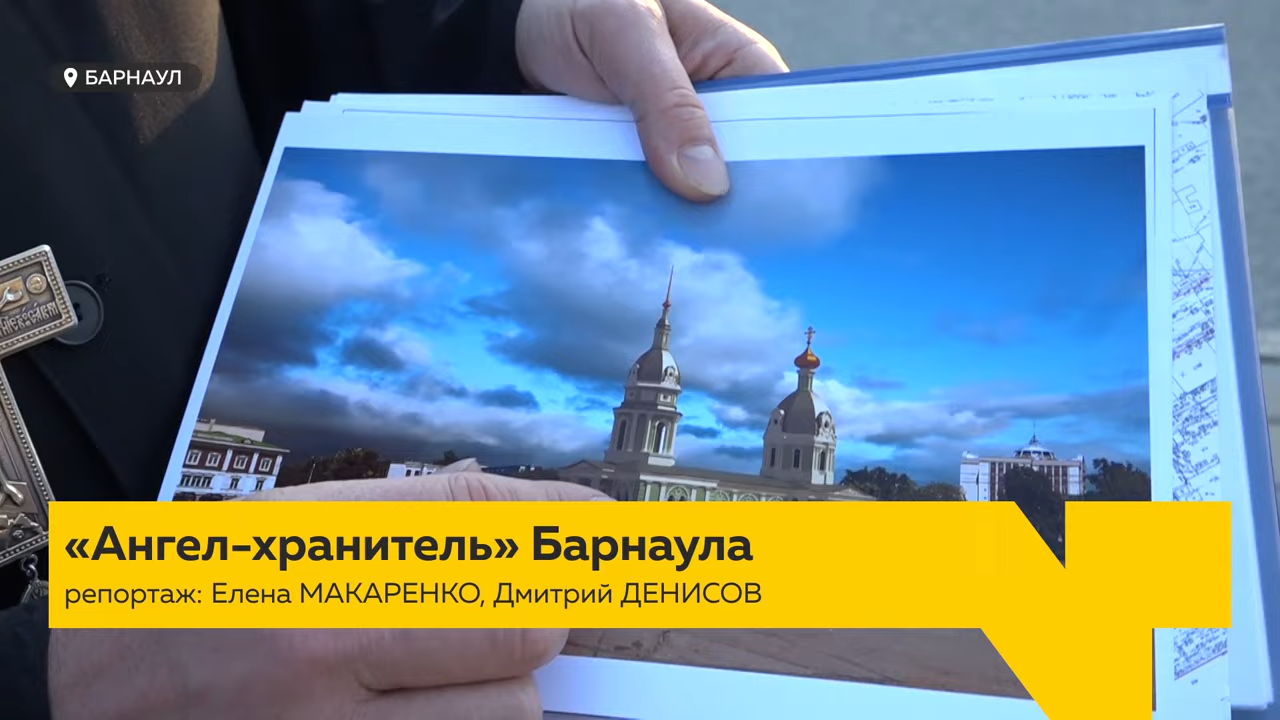 БАРНАУЛ
«Ангел-хранитель» Барнаула
репортаж: Елена МАКАРЕНКО, Дмитрий ДЕНИСОВ